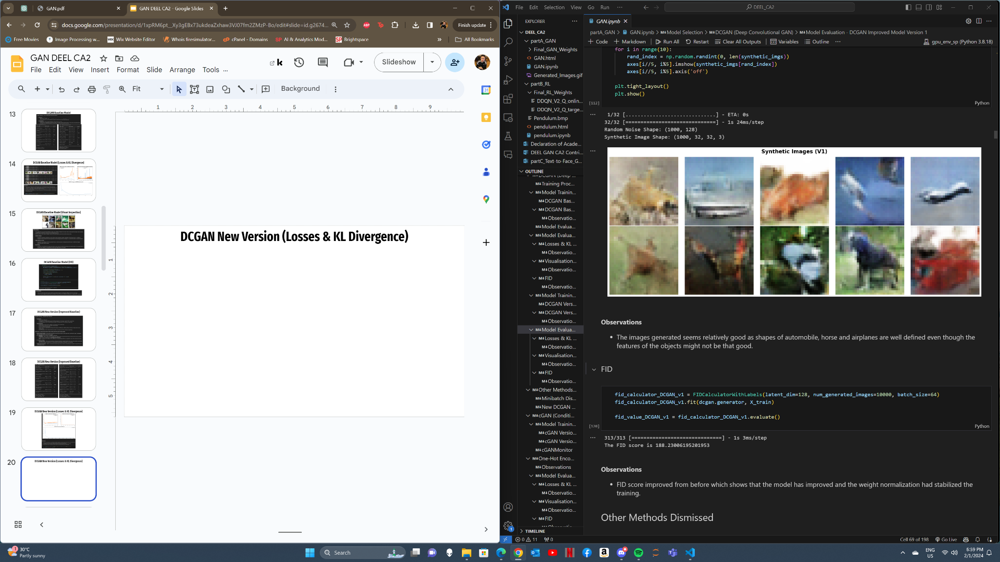 GAN.pdf
GAN DEEL CA2 - Google Slides
docs.google.com/presentation/d/1xpRM6pt__Xy3gEBx73ukdeaZxhaw3VJ07fm2ZMzP-Bo/edit#slide=id.g2674...
Finish update
Free Movies
Image Processing w...
Wix Website Editor
Whois firesimulator...
cPanel - Domains
AI & Analytics Mod...
Brightspace
All Bookmarks
GAN DEEL CA2
Slideshow
File Edit View Insert Format Slide Arrange Tools ...
Fit
Background
1 2 3 4 5 6 7 8 9
13
DCGAN Baseline Model
14
DCGAN Baseline Model (Losses & KL Divergence)
15
DCGAN Baseline Model (Visual Inspection)
16
DCGAN Baseline Model (FID)
17
DCGAN New Version (Improved Baseline)
18
DCGAN New Version (Improved Baseline)
19
DCGAN New Version (Losses & KL Divergence)
20
DCGAN New Version (Losses & KL Divergence)
DCGAN New Version (Losses & KL Divergence)
1
2
3
4
5
File Edit Selection View Go Run ...
DEEL_CA2
EXPLORER
DEEL_CA2
partA_GAN
Final_GAN_Weights
GAN.html
GAN.ipynb
Generated_Images.gif
partB_RL
Final_RL_Weights
DDQN_V2_Q_onlin...
DDQN_V2_Q_targe...
Pendulum.bmp
pendulum.html
pendulum.ipynb
Declaration of Acade...
DEEL GAN CA2 Contri...
partC_Text-to-Face_G...
OUTLINE
Training Proc...
Model Trainin...
DCGAN Bas...
DCGAN Bas...
Observatio...
Model Evalua...
Model Evalua...
Losses & KL ...
Observatio...
Visualisation...
Observatio...
FID
Observatio...
Model Trainin...
DCGAN Vers...
DCGAN Vers...
Observatio...
Model Evalua...
Losses & KL ...
Observatio...
Visualisation...
Observatio...
FID
Observatio...
Other Methods...
Minibatch Dis...
New DCGAN ...
cGAN (Conditi...
Model Trainin...
cGAN Versio...
cGAN Versio...
cGANMonitor
One-Hot Enco...
Observations
Model Evalua...
Losses & KL ...
Observatio...
Visualisation...
Observatio...
FID
TIMELINE
GAN.ipynb
partA_GAN > GAN.ipynb > Model Selection > DCGAN (Deep Convolutional GAN) > Model Evaluation - DCGAN Improved Model Version 1
+ Code + Markdown Run All Restart Clear All Outputs Variables Outline ...
gpu_env_sp (Python 3.8.18)
for i in range(10):
rand_index = np.random.randint(0, len(synthetic_imgs))
axes[i//5, i%5].imshow(synthetic_imgs[rand_index])
axes[i//5, i%5].axis('off')
plt.tight_layout()
plt.show()
[112]
Python
1/32 [..............................] - ETA: 0s
32/32 [==============================] - 1s 24ms/step
Random Noise Shape: (1000, 128)
Synthetic Image Shape: (1000, 32, 32, 3)
Synthetic Images (V1)
Observations
• The images generated seems relatively good as shapes of automobile, horse and airplanes are well defined even though the
features of the objects might not be that good.
FID
fid_calculator_DCGAN_v1 = FIDCalculatorWithLabels(latent_dim=128, num_generated_images=10000, batch_size=64)
fid_calculator_DCGAN_v1.fit(dcgan.generator, X_train)
fid_value_DCGAN_v1 = fid_calculator_DCGAN_v1.evaluate()
[120]
Python
313/313 [==============================] - 1s 3ms/step
The FID score is 188.23006195201953
Observations
• FID score improved from before which shows that the model has improved and the weight normalization had stabilized the
training.
Other Methods Dismissed
0 11 0
Cell 69 of 198
Go Live
1
30°C
Partly sunny
Search
ENG
US
6:59 PM
2/1/2024